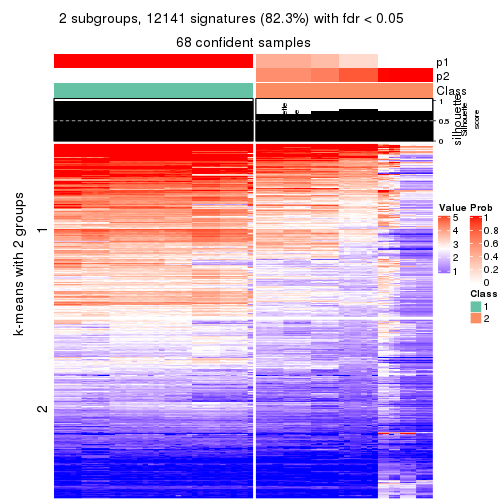 2 subgroups, 12141 signatures (82.3%) with fdr < 0.05
68 confident samples
p1
p2
Class
1
0.5
0
silhouette
Silhouette
score
k-means with 2 groups
1
2
Value
5
4
3
2
1
Prob
1
0.8
0.6
0.4
0.2
0
Class
1
2